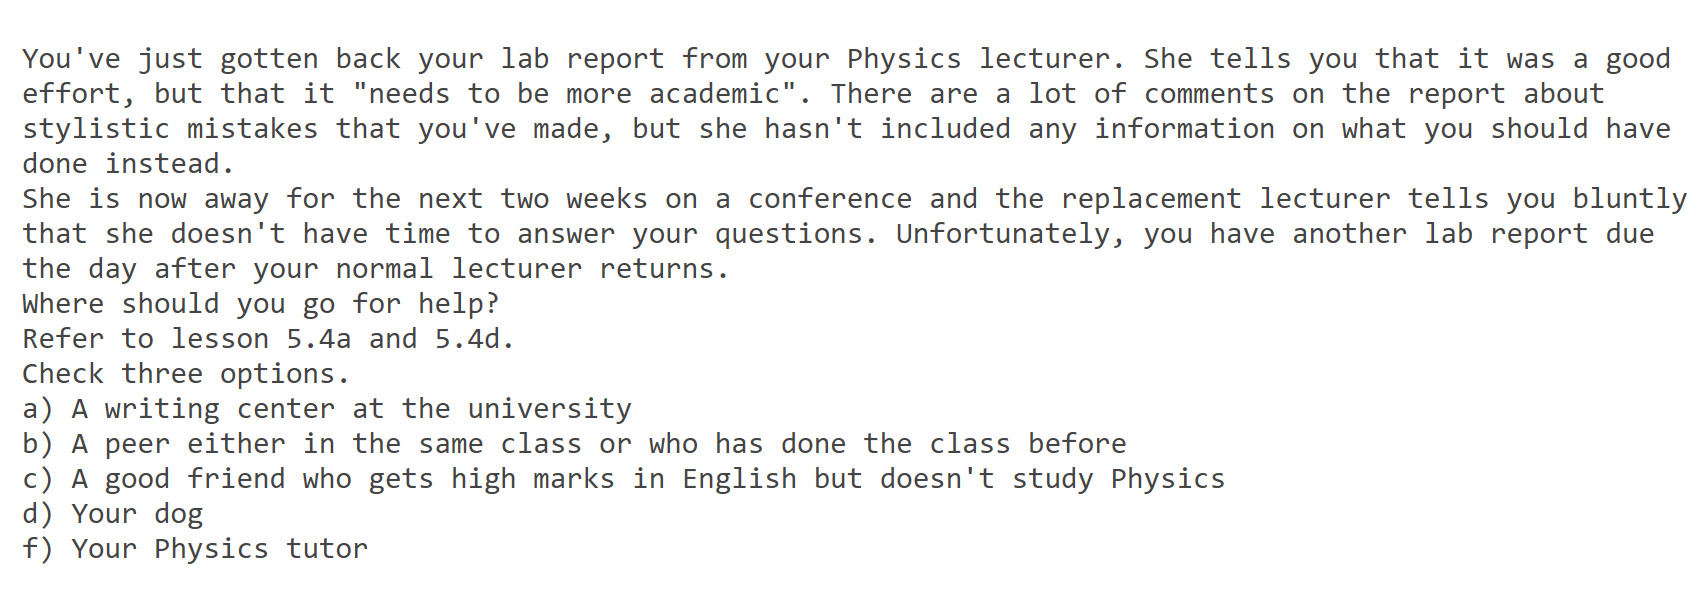 You've just gotten back your lab report from your Physics lecturer. She tells you that it was a good
effort, but that it "needs to be more academic". There are a lot of comments on the report about
stylistic mistakes that you've made, but she hasn't included any information on what you should have
done instead.
She is now away for the next two weeks on a conference and the replacement lecturer tells you bluntly
that she doesn't have time to answer your questions. Unfortunately, you have another lab report due
the day after your normal lecturer returns.
Where should you go for help?
Refer to lesson 5.4a and 5.4d.
Check three options.
a) A writing center at the university
b) A peer either in the same class or who has done the class before
c) A good friend who gets high marks in English but doesn't study Physics
d) Your dog
f) Your Physics tutor